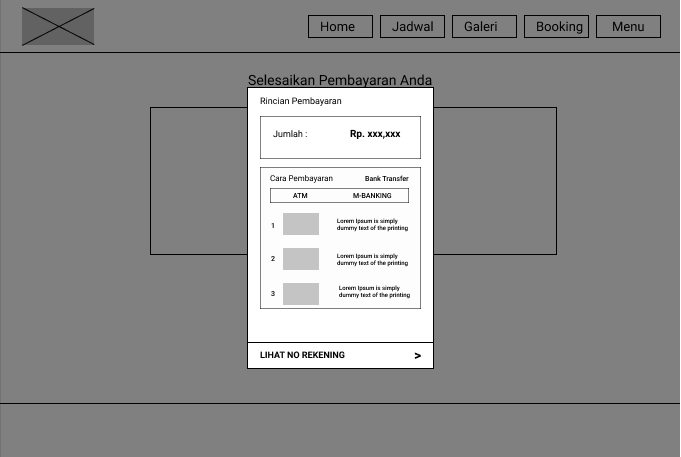 Home
Jadwal
Galeri
Booking
Menu
Selesaikan Pembayaran Anda
Rincian Pembayaran
Jumlah :
Rp. xxx,xxx
Cara Pembayaran
Bank Transfer
ATM
M-BANKING
1
Lorem Ipsum is simply
dummy text of the printing
2
Lorem Ipsum is simply
dummy text of the printing
3
Lorem Ipsum is simply
dummy text of the printing
LIHAT NO REKENING
>